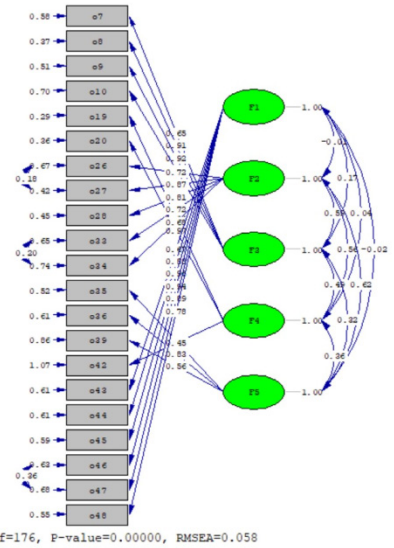 0.58 o7
0.37 o8
0.51 o9
0.70 o10
0.29 o19
0.36 o20
0.67 o26
0.18
0.42 o27
0.45 o28
0.65 o33
0.20
0.74 o34
0.52 o35
0.61 o36
0.86 o39
1.07 o42
0.61 o43
0.61 o44
0.59 o45
0.63 o46
0.36
0.68 o47
0.55 o48
0.65
0.91
0.92
0.72
0.87
0.81
0.78
0.45
0.83
0.56
F1 1.00
F2 1.00
F3 1.00
F4 1.00
F5 1.00
0.17
0.04
-0.02
0.49
0.62
0.32
0.36
f=176, P-value=0.00000, RMSEA=0.058